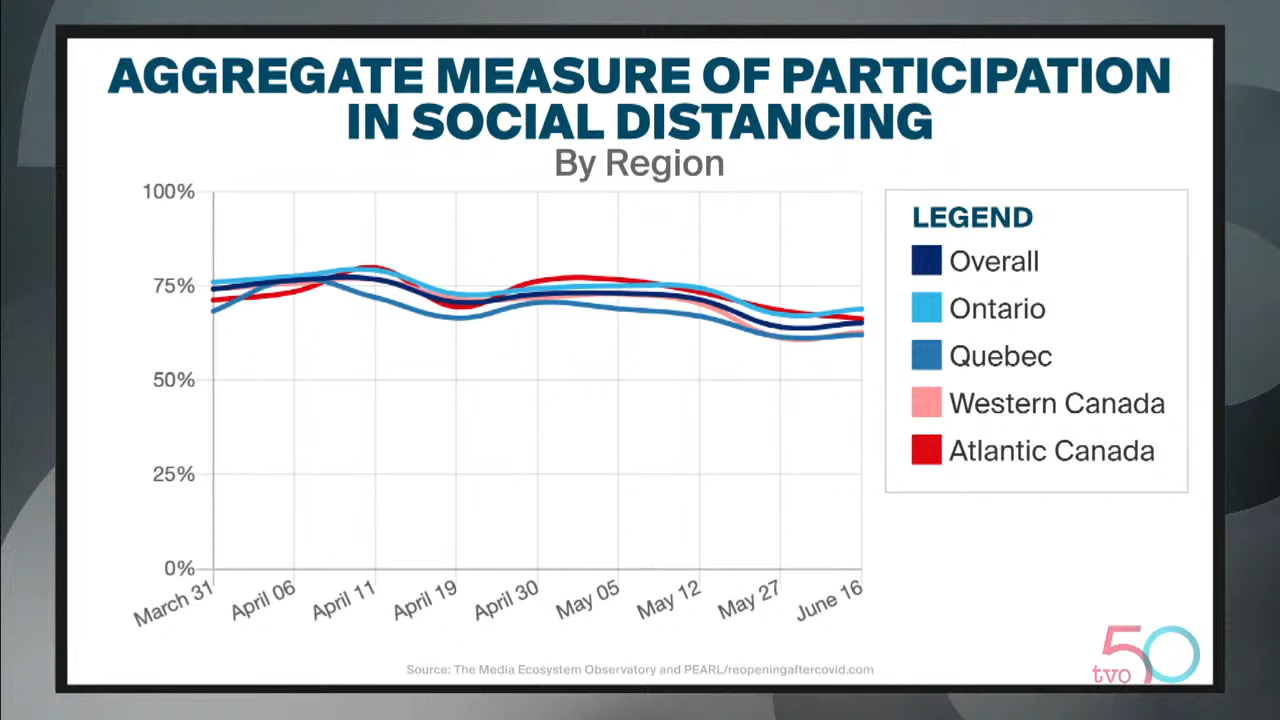 AGGREGATE MEASURE OF PARTICIPATION
IN SOCIAL DISTANCING
By Region
100%
75%
50%
25%
0%
March 31
April 06
April 11
April 19
April 30
May 05
May 12
May 27
June 16
LEGEND
Overall
Ontario
Quebec
Western Canada
Atlantic Canada
Source: The Media Ecosystem Observatory and PEARL/reopeningaftercovid.com
tvo 50